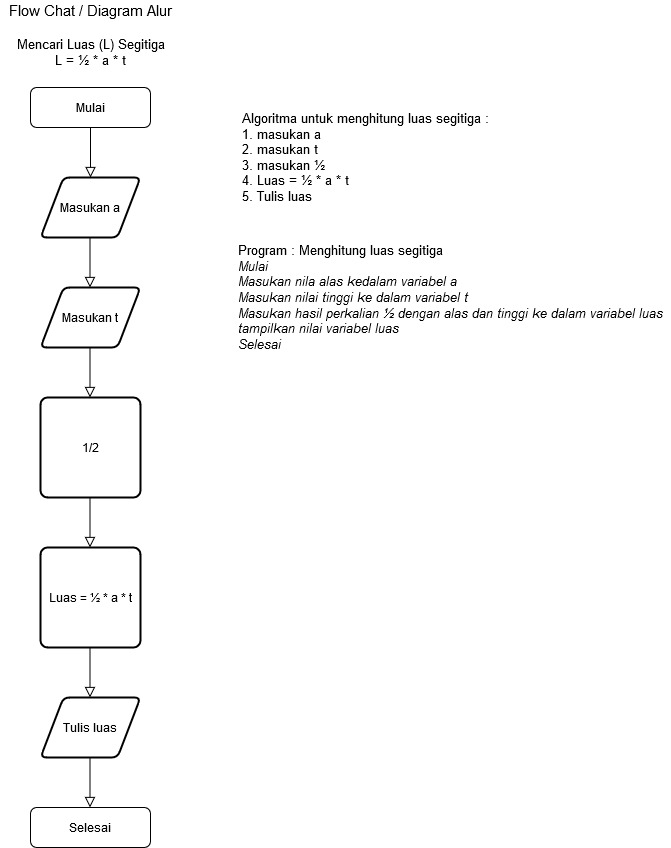 Flow Chat / Diagram Alur
Mencari Luas (L) Segitiga
L = ½ * a * t
Mulai
Masukan a
Masukan t
1/2
Luas = ½ * a * t
Tulis luas
Selesai
Algoritma untuk menghitung luas segitiga :
1. masukan a
2. masukan t
3. masukan ½
4. Luas = ½ * a * t
5. Tulis luas
Program : Menghitung luas segitiga
Mulai
Masukan nila alas kedalam variabel a
Masukan nilai tinggi ke dalam variabel t
Masukan hasil perkalian ½ dengan alas dan tinggi ke dalam variabel luas
tampilkan nilai variabel luas
Selesai